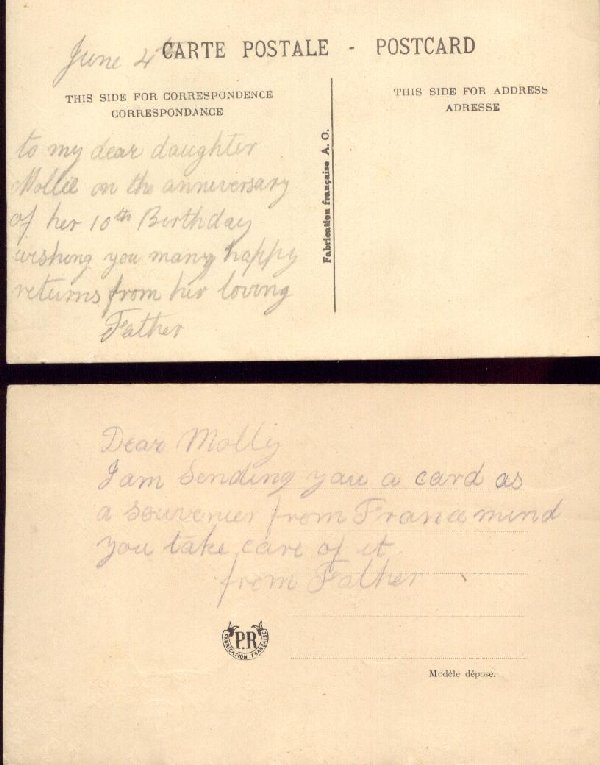 June 4th
CARTE POSTALE - POSTCARD
THIS SIDE FOR CORRESPONDENCE
CORRESPONDANCE
THIS SIDE FOR ADDRESS
ADRESSE
to my dear daughter
Mollie on the anniversary
of her 10th Birthday
wishing you many happy
returns from her loving
Father
Fabrication française A. O.
Dear Molly
I am sending you a card as
a souvenier from France mind
you take care of it
from Father
P.R
Modèle déposé.